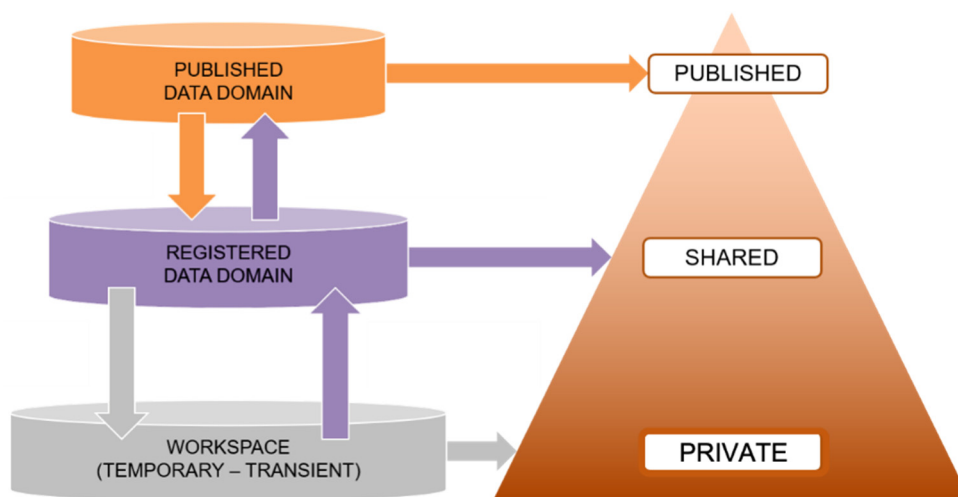 PUBLISHED
DATA DOMAIN
PUBLISHED
REGISTERED
DATA DOMAIN
SHARED
WORKSPACE
(TEMPORARY – TRANSIENT)
PRIVATE